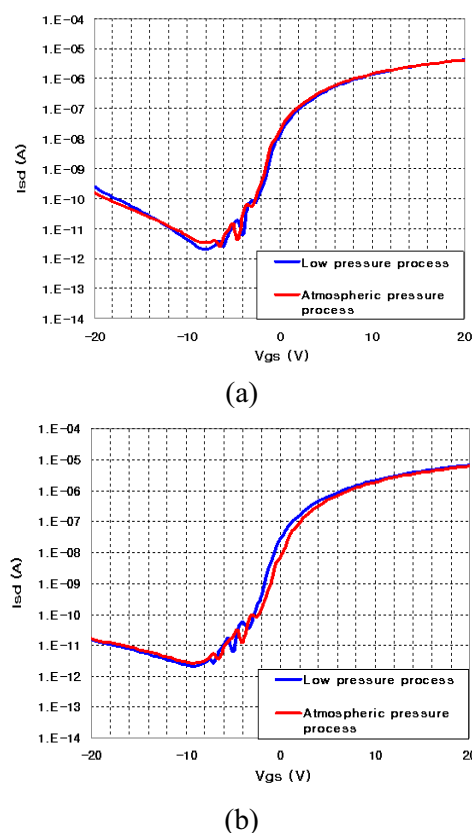 1.E-04
1.E-05
1.E-06
1.E-07
1.E-08
1.E-09
1.E-10
1.E-11
1.E-12
1.E-13
1.E-14
Isd (A)
Low pressure process
Atmospheric pressure
process
-20 -10 0 10 20
Vgs (V)
(a)
1.E-04
1.E-05
1.E-06
1.E-07
1.E-08
1.E-09
1.E-10
1.E-11
1.E-12
1.E-13
1.E-14
Isd (A)
Low pressure process
Atmospheric pressure
process
-20 -10 0 10 20
Vgs (V)
(b)